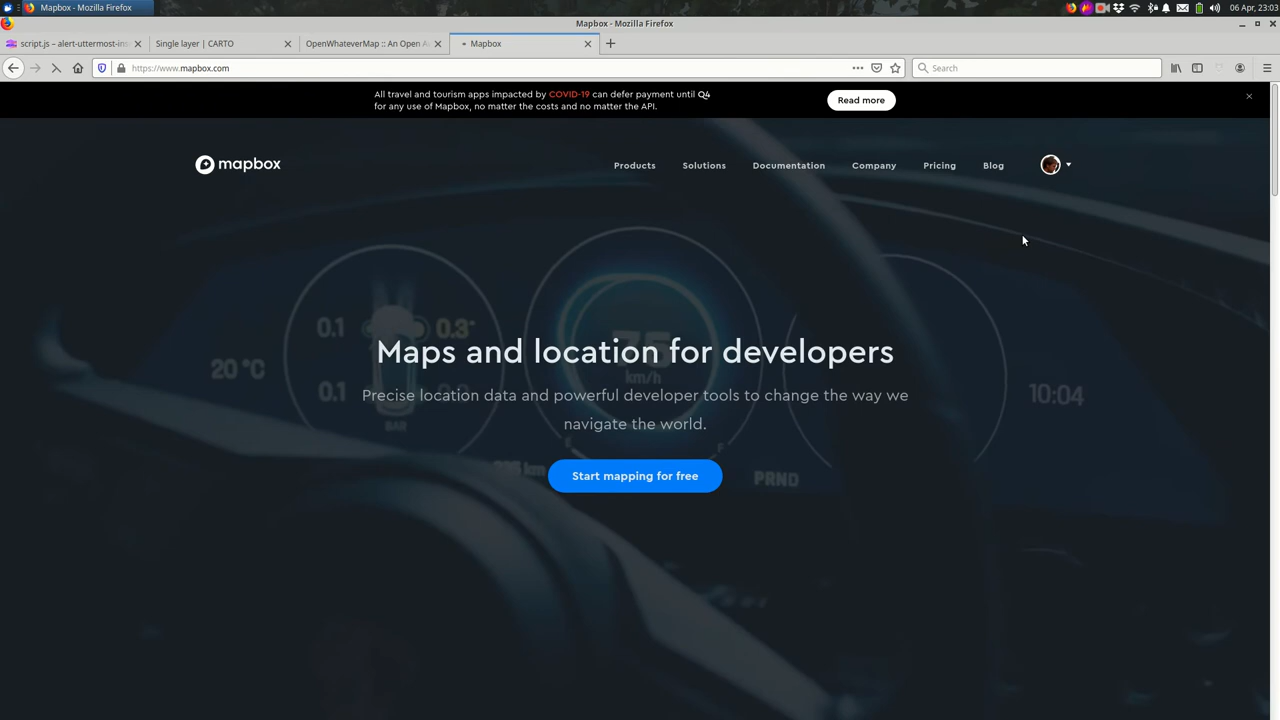 Mapbox - Mozilla Firefox
06 Apr, 23:03
Mapbox - Mozilla Firefox
script.js – alert-uttermost-ins
Single layer | CARTO
OpenWhateverMap :: An Open A
Mapbox
https://www.mapbox.com
Search
All travel and tourism apps impacted by COVID-19 can defer payment until Q4
for any use of Mapbox, no matter the costs and no matter the API.
Read more
mapbox
Products
Solutions
Documentation
Company
Pricing
Blog
0.1
0.3
20 °C
0.1
75
km/h
10:04
BAR
Maps and location for developers
Precise location data and powerful developer tools to change the way we
navigate the world.
Start mapping for free
km
PRND